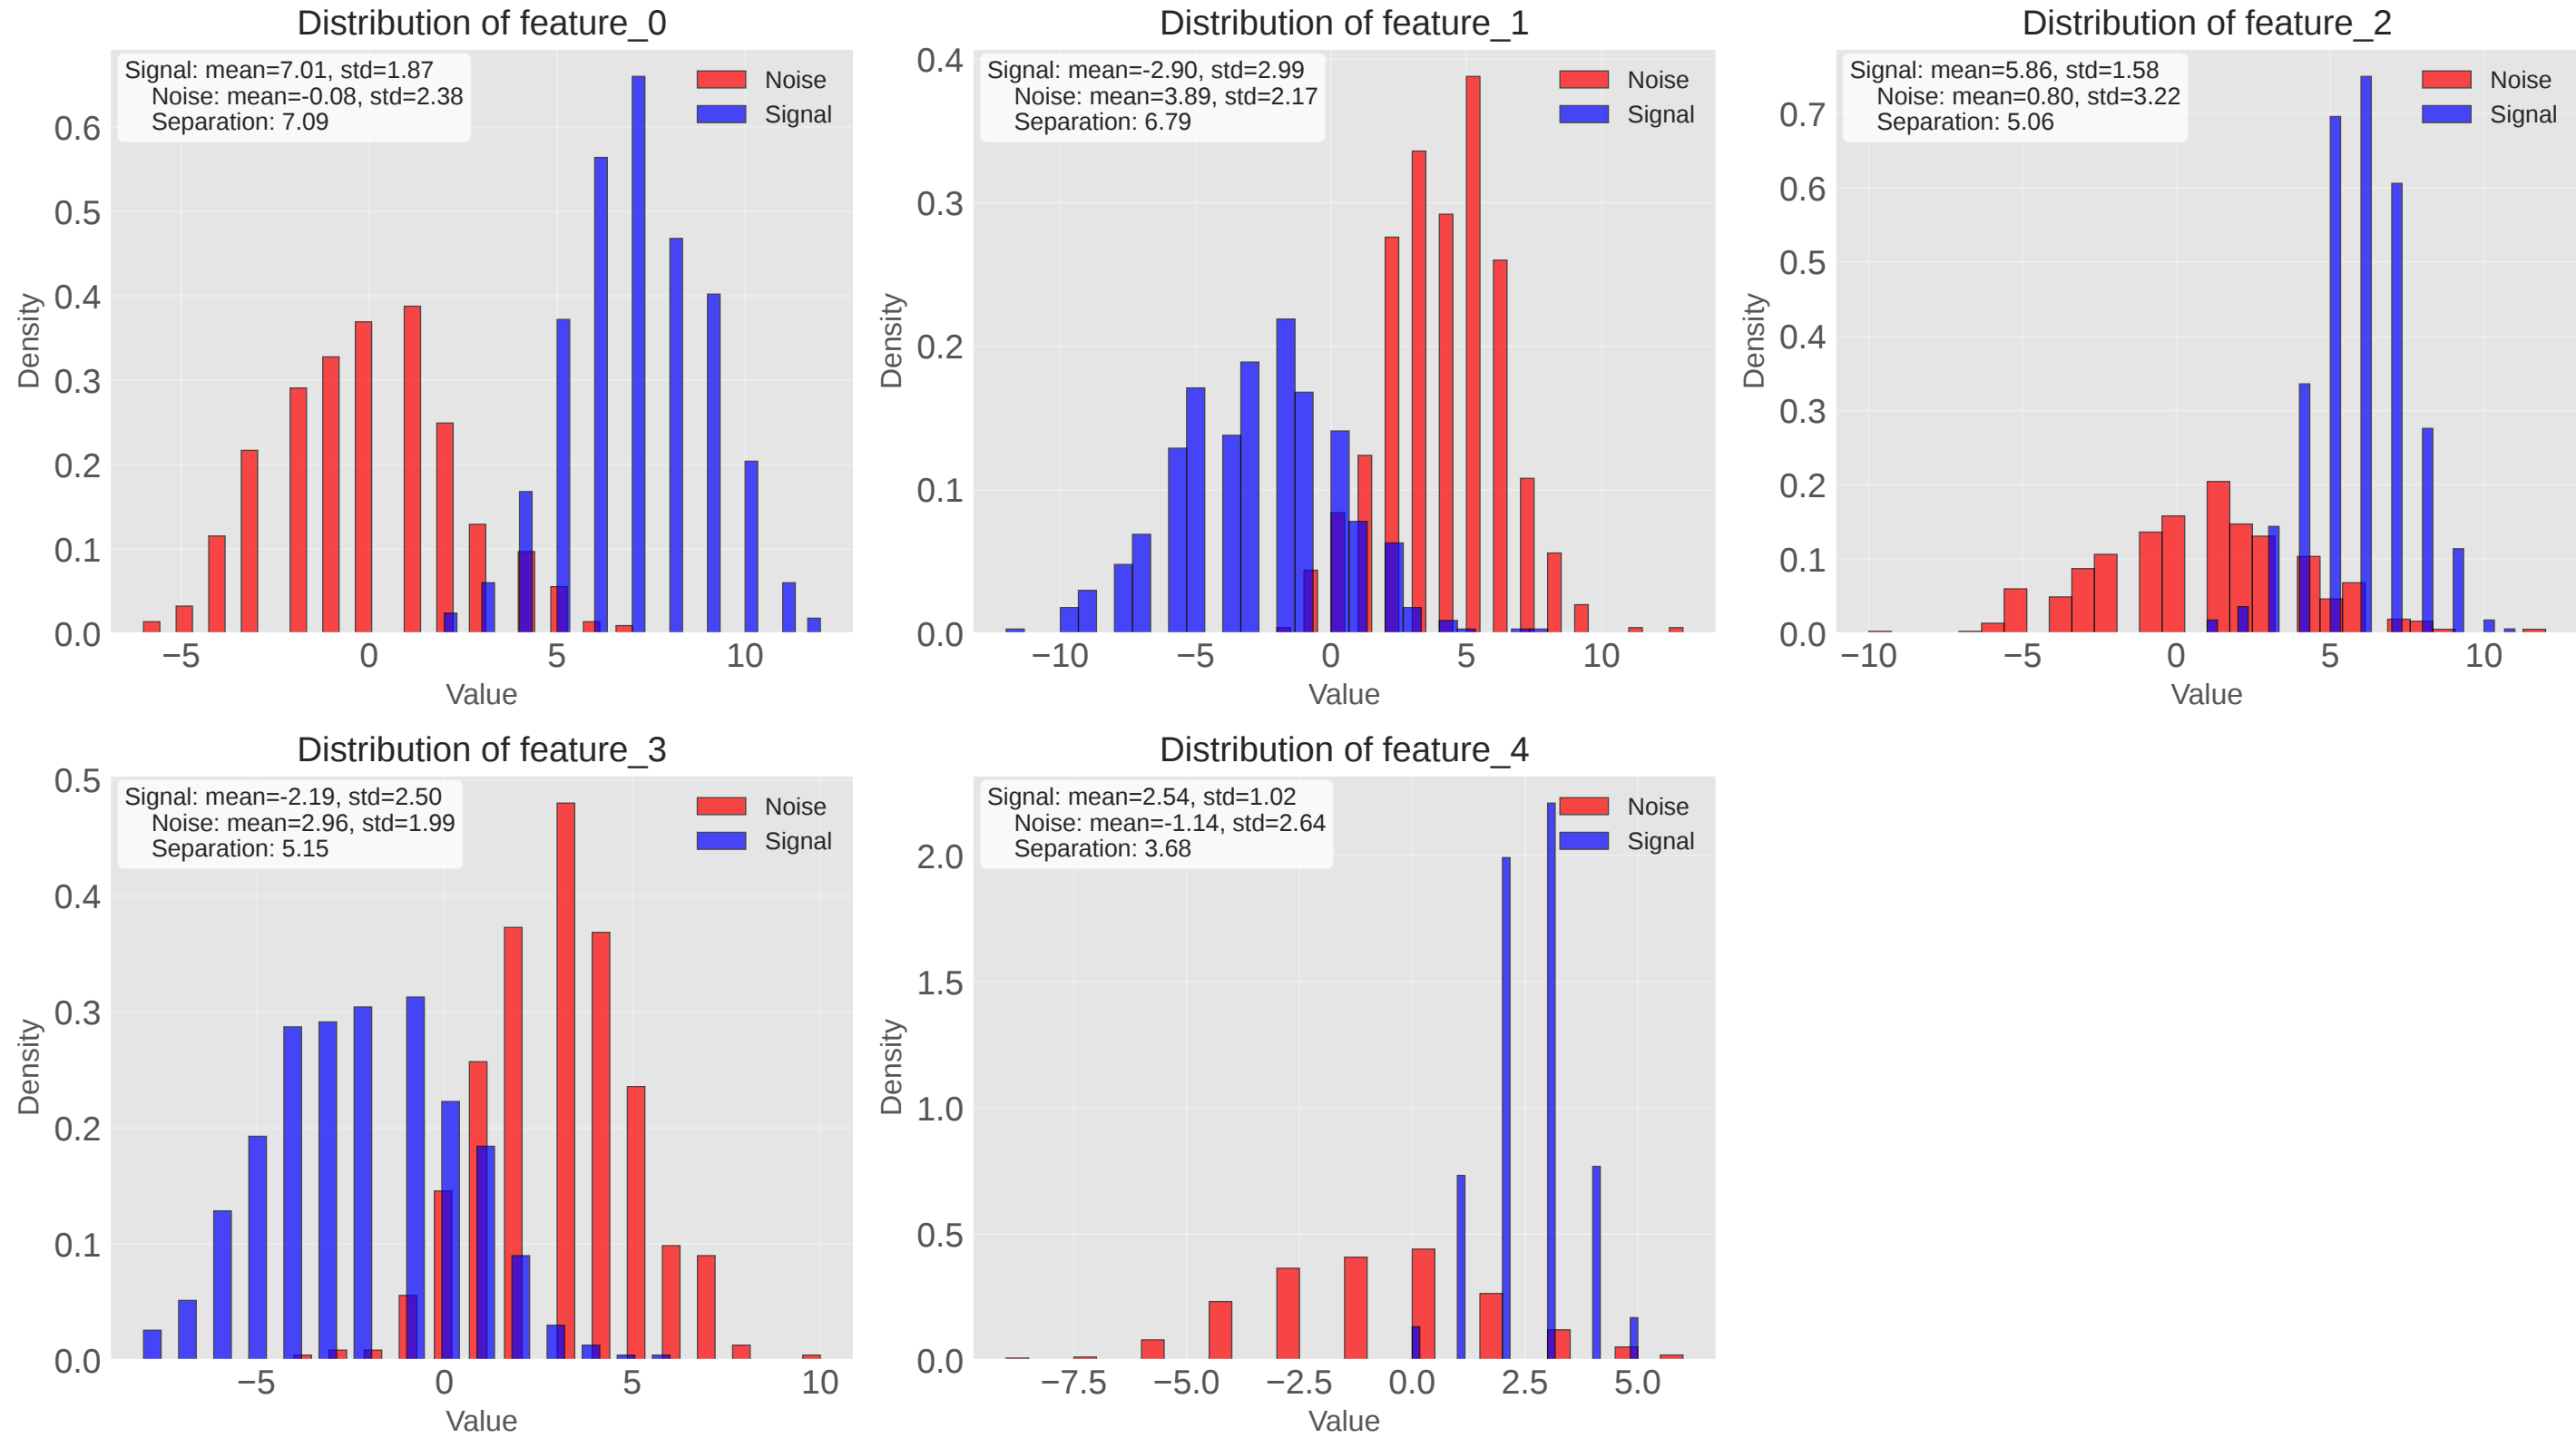 Distribution of feature_0
Signal: mean=7.01, std=1.87
Noise: mean=-0.08, std=2.38
Separation: 7.09
Noise
Signal
Density
0.6
0.5
0.4
0.3
0.2
0.1
0.0
−5 0 5 10
Value
Distribution of feature_1
Signal: mean=-2.90, std=2.99
Noise: mean=3.89, std=2.17
Separation: 6.79
Noise
Signal
Density
0.4
0.3
0.2
0.1
0.0
−10 −5 0 5 10
Value
Distribution of feature_2
Signal: mean=5.86, std=1.58
Noise: mean=0.80, std=3.22
Separation: 5.06
Noise
Signal
Density
0.7
0.6
0.5
0.4
0.3
0.2
0.1
0.0
−10 −5 0 5 10
Value
Distribution of feature_3
Signal: mean=-2.19, std=2.50
Noise: mean=2.96, std=1.99
Separation: 5.15
Noise
Signal
Density
0.5
0.4
0.3
0.2
0.1
0.0
−5 0 5 10
Value
Distribution of feature_4
Signal: mean=2.54, std=1.02
Noise: mean=-1.14, std=2.64
Separation: 3.68
Noise
Signal
Density
2.0
1.5
1.0
0.5
0.0
−7.5 −5.0 −2.5 0.0 2.5 5.0
Value